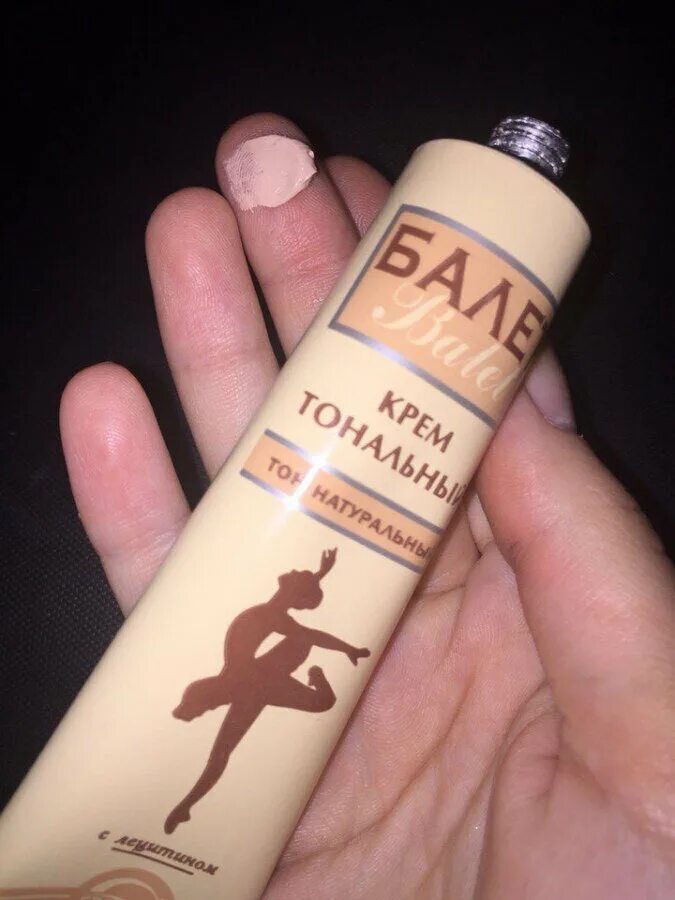 БАЛЕ
Balet
КРЕМ
ТОНАЛЬНЫЙ
ТОН НАТУРАЛЬНЫ
с лецитином